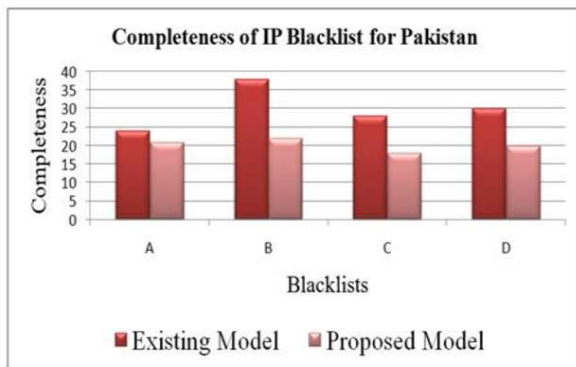 Completeness of IP Blacklist for Pakistan
Completeness
40
35
30
25
20
15
10
5
0
A B C D
Blacklists
Existing Model Proposed Model